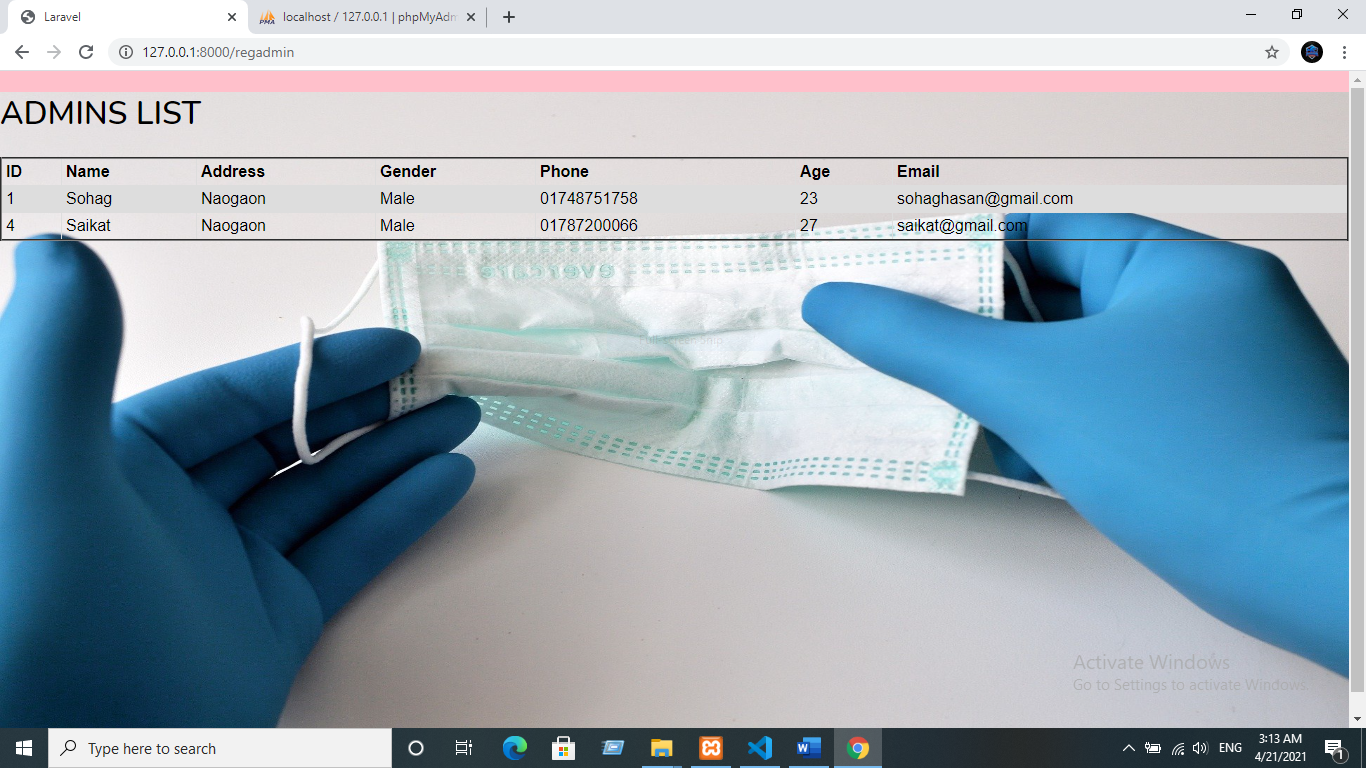 Laravel
localhost / 127.0.0.1 | phpMyAdm
127.0.0.1:8000/regadmin
ADMINS LIST
ID Name Address Gender Phone Age Email
1 Sohag Naogaon Male 01748751758 23 sohaghasan@gmail.com
4 Saikat Naogaon Male 01787200066 27 saikat@gmail.com
Activate Windows
Go to Settings to activate Windows.
Type here to search
ENG
3:13 AM
4/21/2021
1